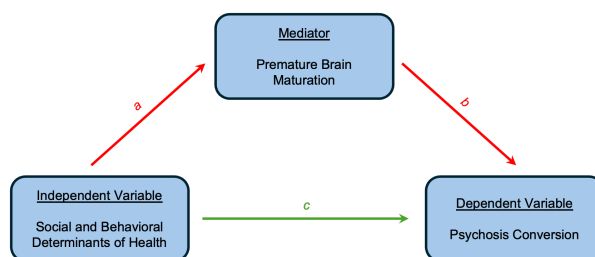 Mediator
Premature Brain
Maturation
a
b
Independent Variable
Social and Behavioral
Determinants of Health
c
Dependent Variable
Psychosis Conversion